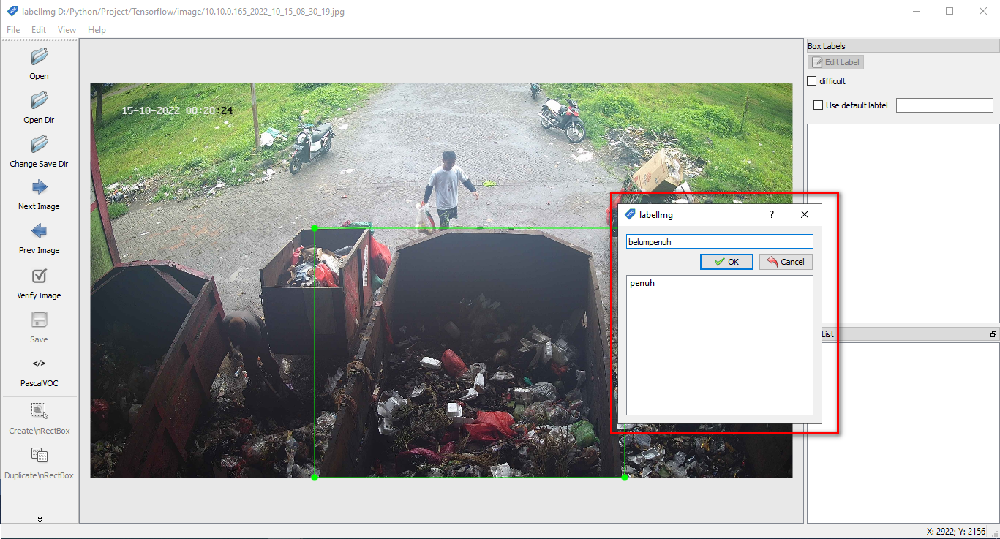 labelImg D:/Python/Project/Tensorflow/image/10.10.0.165_2022_10_15_08_30_19.jpg
File Edit View Help
Open
Open Dir
Change Save Dir
Next Image
Prev Image
Verify Image
Save
</>
PascalVOC
Create\nRectBox
Duplicate\nRectBox
15-10-2022 08:28:24
labelImg
?
belumpenuh
OK Cancel
penuh
Box Labels
Edit Label
difficult
Use default labtel
List
X: 2922; Y: 2156